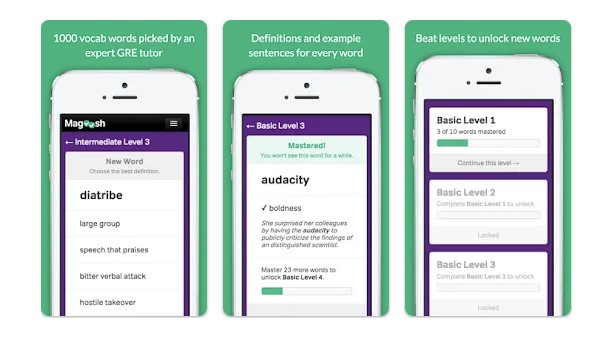 1000 vocab words picked by an
expert GRE tutor
Magoosh
← Intermediate Level 3
New Word
Choose the best definition.
diatribe
large group
speech that praises
bitter verbal attack
hostile takeover
Definitions and example
sentences for every word
← Basic Level 3
Mastered!
You won't see this word for a while.
audacity
✓ boldness
She surprised her colleagues
by having the audacity to
publicly criticize the findings of
an distinguished scientist.
Master 23 more words to
unlock Basic Level 4.
Beat levels to unlock new words
Basic Level 1
3 of 10 words mastered
Continue this level →
Basic Level 2
Complete Basic Level 1 to unlock
Locked
Basic Level 3
Complete Basic Level 2 to unlock
Locked